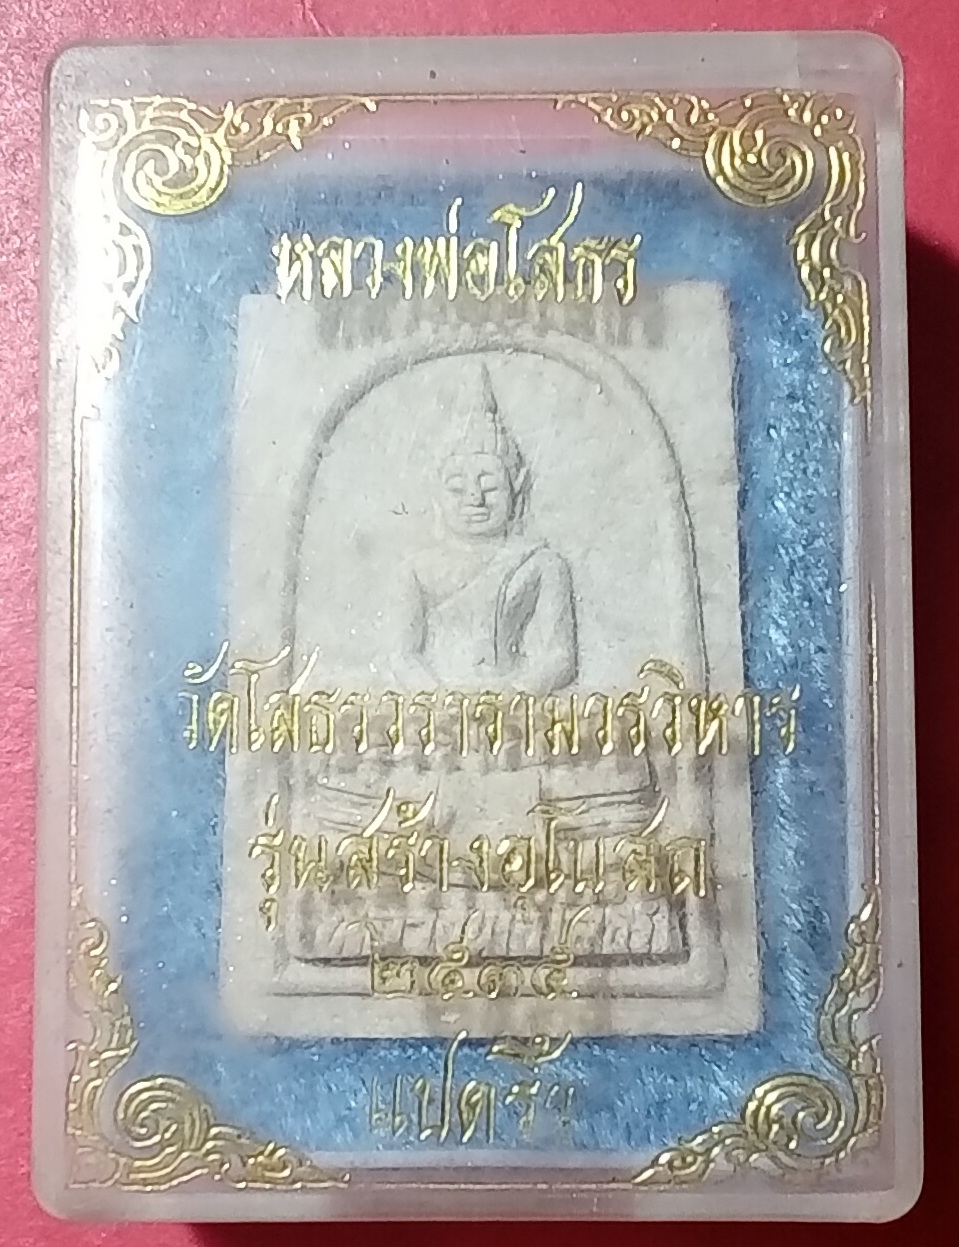 หลวงพ่อโสธร
วัดโสธรวรารามวรวิหาร
รุ่นสร้างอุโบสถ
๒๕๓๕
แปดริ้ว